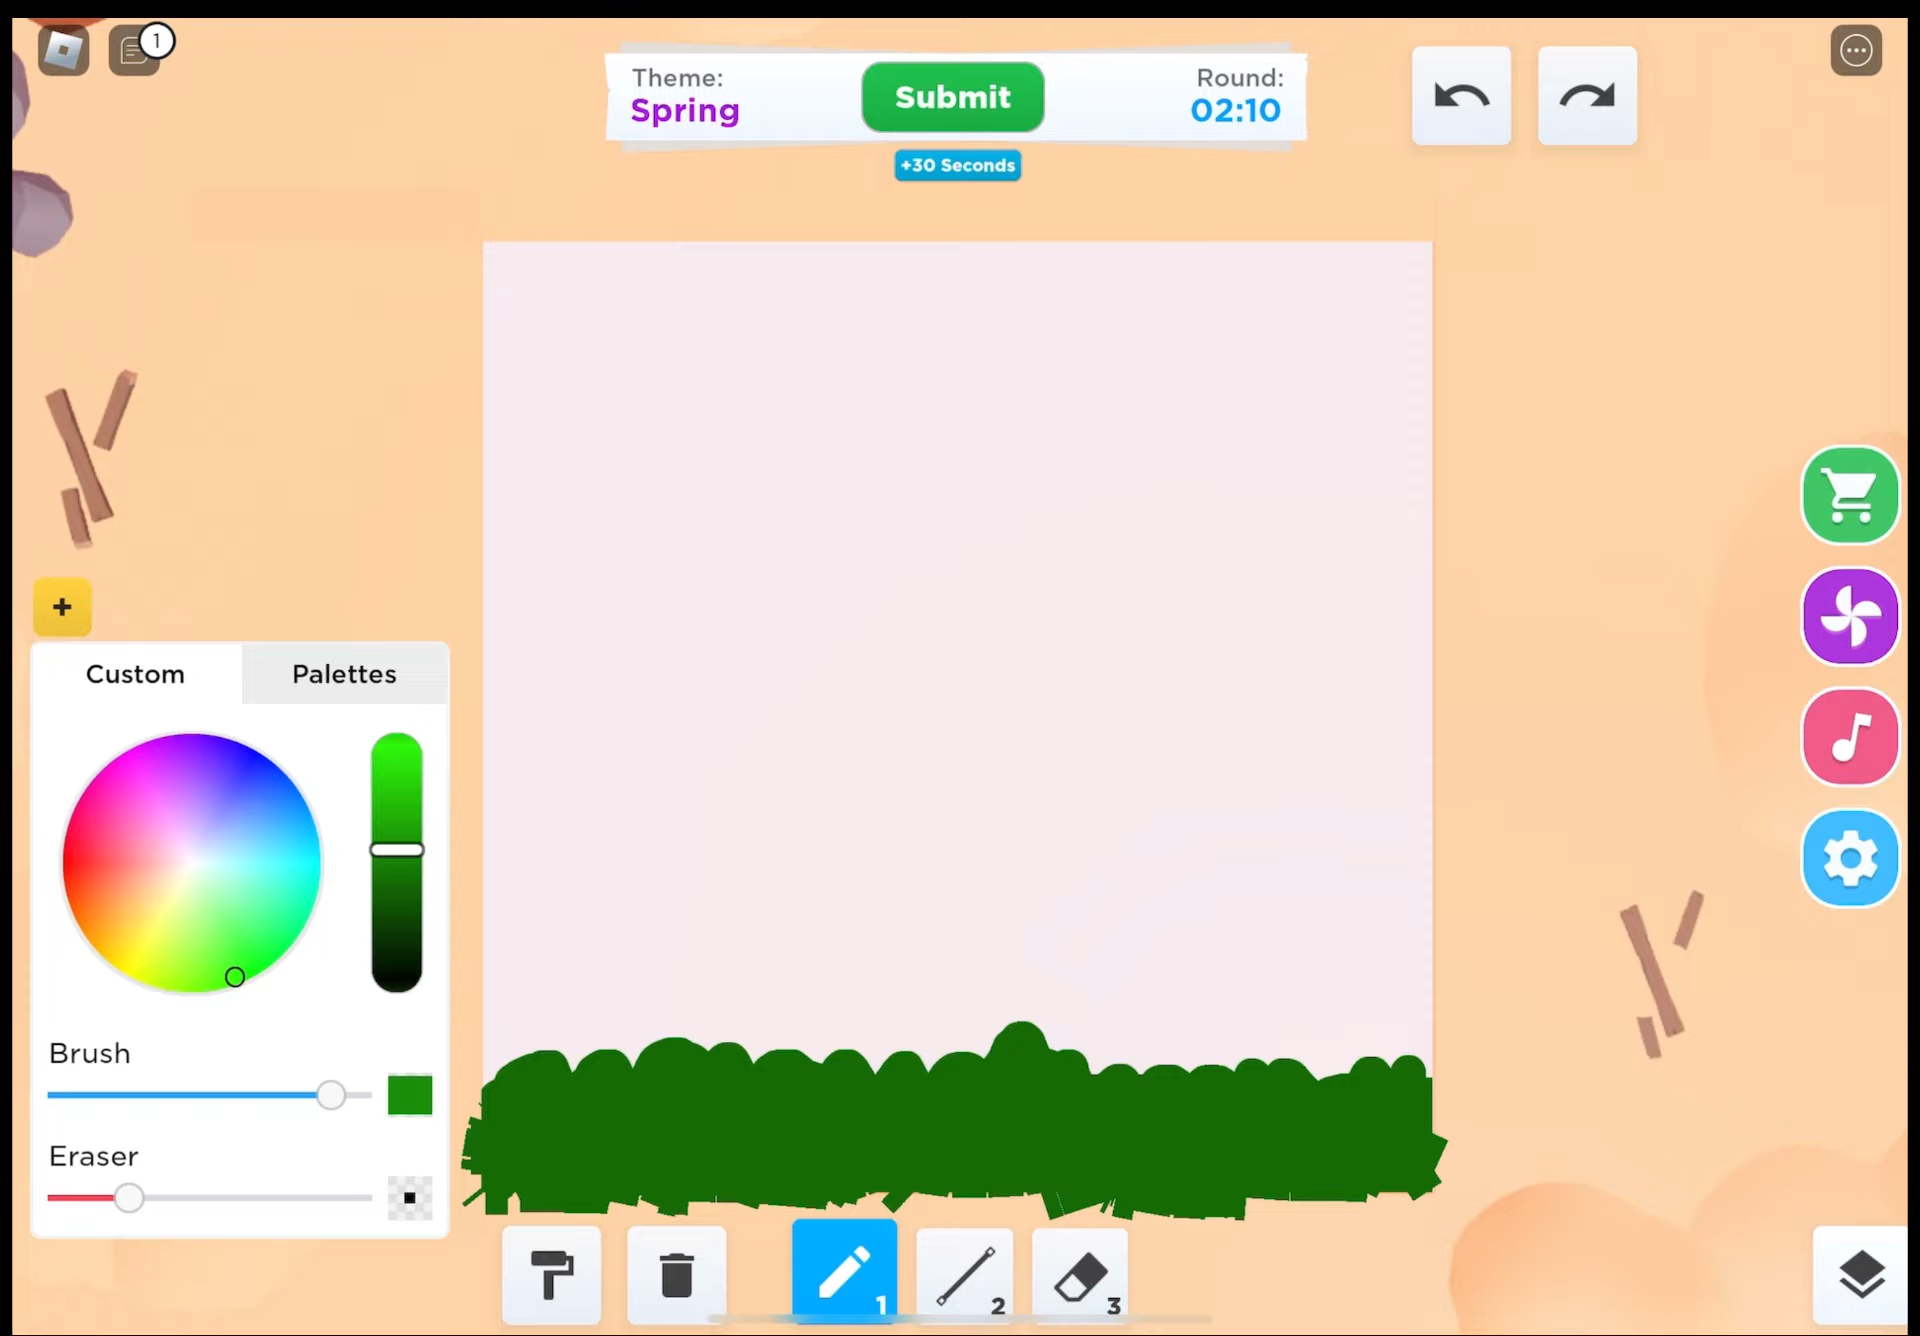 1
Theme:
Spring
Submit
Round:
02:10
+30 Seconds
+
Custom
Palettes
Brush
Eraser
1
2
3